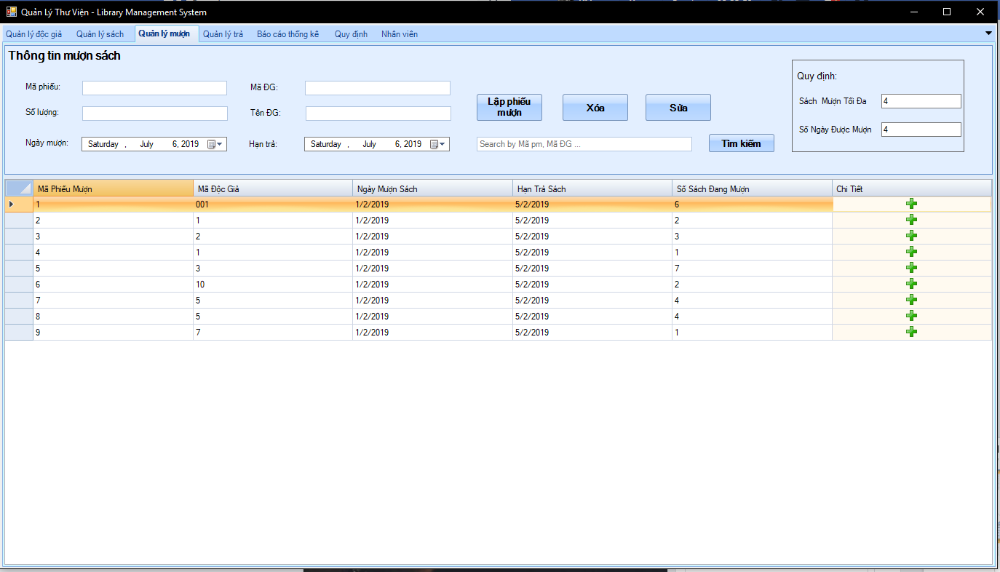 Quản Lý Thư Viện - Library Management System
Quản lý độc giả Quản lý sách Quản lý mượn Quản lý trả Báo cáo thống kê Quy định Nhân viên
Thông tin mượn sách
Mã phiếu: Mã ĐG:
Số lượng: Tên ĐG:
Ngày mượn: Saturday , July 6, 2019 Hạn trả: Saturday , July 6, 2019
Lập phiếu mượn
Xóa
Sửa
Search by Mã pm, Mã ĐG ...
Tìm kiếm
Quy định:
Sách Mượn Tối Đa 4
Số Ngày Được Mượn 4
Mã Phiếu Mượn Mã Độc Giả Ngày Mượn Sách Hạn Trả Sách Số Sách Đang Mượn Chi Tiết
1 001 1/2/2019 5/2/2019 6
2 1 1/2/2019 5/2/2019 2
3 2 1/2/2019 5/2/2019 3
4 1 1/2/2019 5/2/2019 1
5 3 1/2/2019 5/2/2019 7
6 10 1/2/2019 5/2/2019 2
7 5 1/2/2019 5/2/2019 4
8 5 1/2/2019 5/2/2019 4
9 7 1/2/2019 5/2/2019 1